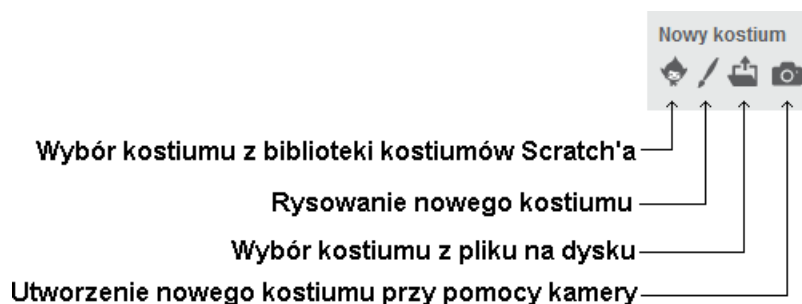 Nowy kostium
Wybór kostiumu z biblioteki kostiumów Scratch'a
Rysowanie nowego kostiumu
Wybór kostiumu z pliku na dysku
Utworzenie nowego kostiumu przy pomocy kamery